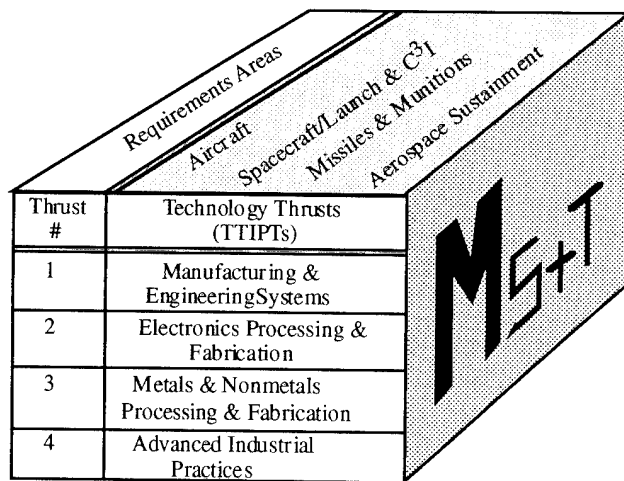 Requirements Areas
Aircraft
Spacecraft/Launch & C³I
Missiles & Munitions
Aerospace Sustainment
Thrust
#
Technology Thrusts
(TTIPTs)
1
Manufacturing &
EngineeringSystems
2
Electronics Processing &
Fabrication
3
Metals & Nonmetals
Processing & Fabrication
4
Advanced Industrial
Practices
MS+T